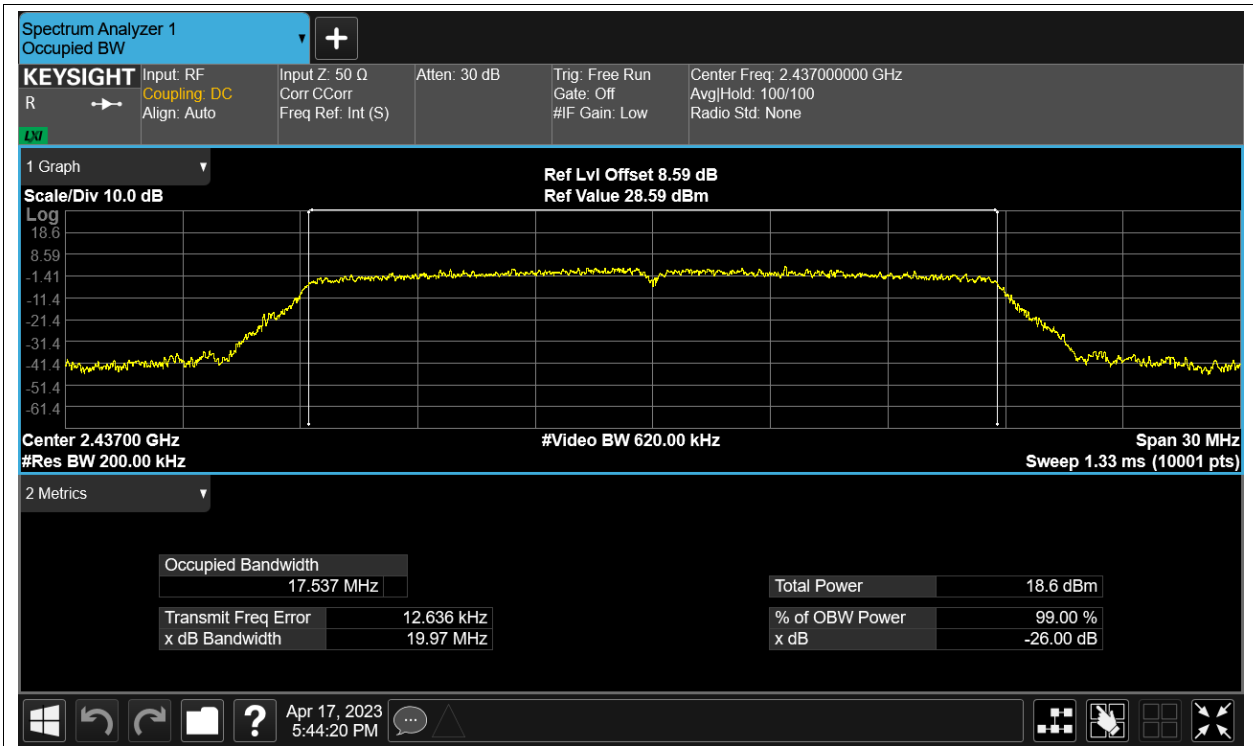 Spectrum Analyzer 1
Occupied BW
KEYSIGHT
R
LXI
Input: RF
Coupling: DC
Align: Auto
Input Z: 50 Ω
Corr CCorr
Freq Ref: Int (S)
Atten: 30 dB
Trig: Free Run
Gate: Off
#IF Gain: Low
Center Freq: 2.437000000 GHz
Avg|Hold: 100/100
Radio Std: None
1 Graph
Scale/Div 10.0 dB
Ref Lvl Offset 8.59 dB
Ref Value 28.59 dBm
Log
18.6
8.59
-1.41
-11.4
-21.4
-31.4
-41.4
-51.4
-61.4
Center 2.43700 GHz
#Video BW 620.00 kHz
Span 30 MHz
#Res BW 200.00 kHz
Sweep 1.33 ms (10001 pts)
2 Metrics
Occupied Bandwidth
17.537 MHz
Total Power 18.6 dBm
Transmit Freq Error 12.636 kHz
% of OBW Power 99.00 %
x dB Bandwidth 19.97 MHz
x dB -26.00 dB
?
Apr 17, 2023
5:44:20 PM